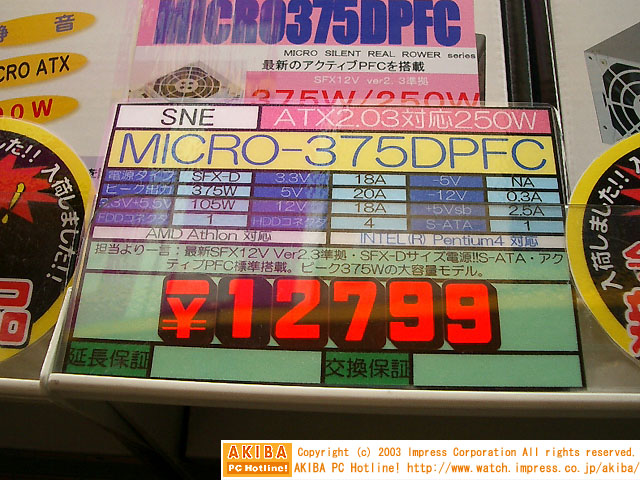 MICRO375DPFC
MICRO SILENT REAL ROWER series
最新のアクティブPFCを搭載
SFX12V ver2.3準拠
375W/250W
静音
CRO ATX
00W
SNE
ATX2.03対応250W
MICRO-375DPFC
電源タイプ SFX-D 3.3V 18A -5V NA
ピーク出力 375W 5V 20A -12V 0.3A
3.3V+5.5V 105W 12V 18A +5Vsb 2.5A
FDDコネクタ 1 HDDコネクタ 4 S-ATA 1
AMD Athlon 対応 INTEL(R) Pentium4 対応
担当より一言:最新SFX12V Ver2.3準拠・SFX-Dサイズ電源!!S-ATA・アク
ティブPFC標準搭載。ピーク375Wの大容量モデル。
¥12799
延長保証 交換保証
した!!
入荷しました!!
品
入荷しました!!
AKIBA
PC Hotline!
Copyright (c) 2003 Impress Corporation All rights reserved.
AKIBA PC Hotline! http://www.watch.impress.co.jp/akiba/